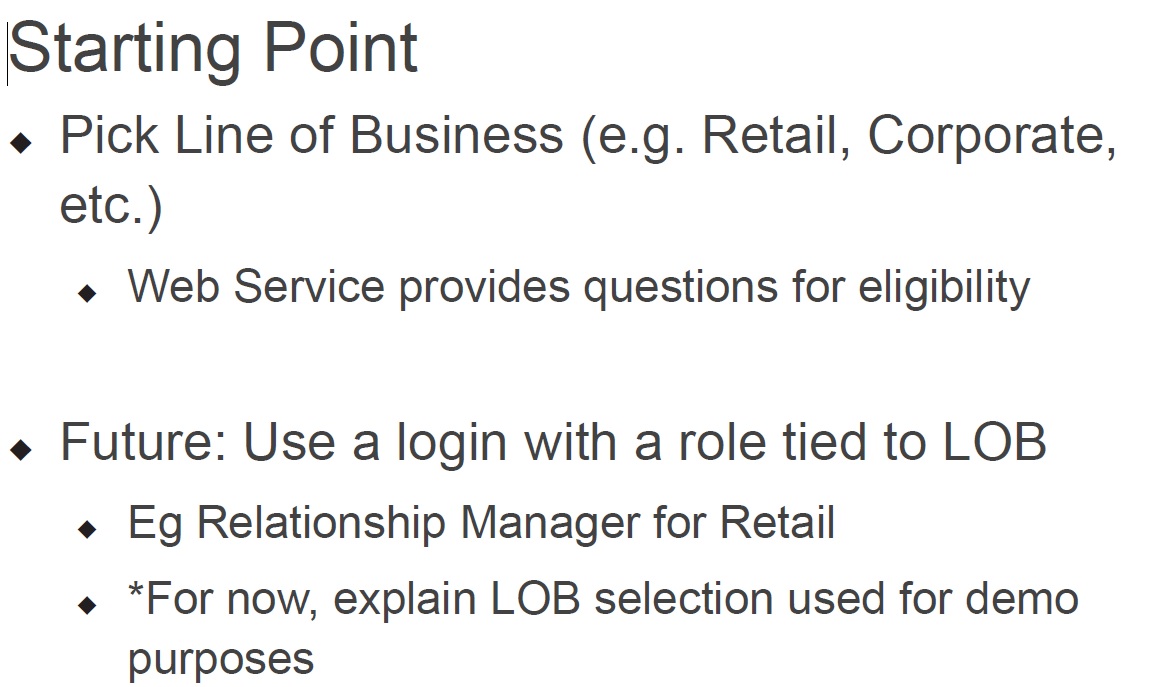 Starting Point
Pick Line of Business (e.g. Retail, Corporate,
etc.)
Web Service provides questions for eligibility
Future: Use a login with a role tied to LOB
Eg Relationship Manager for Retail
*For now, explain LOB selection used for demo
purposes